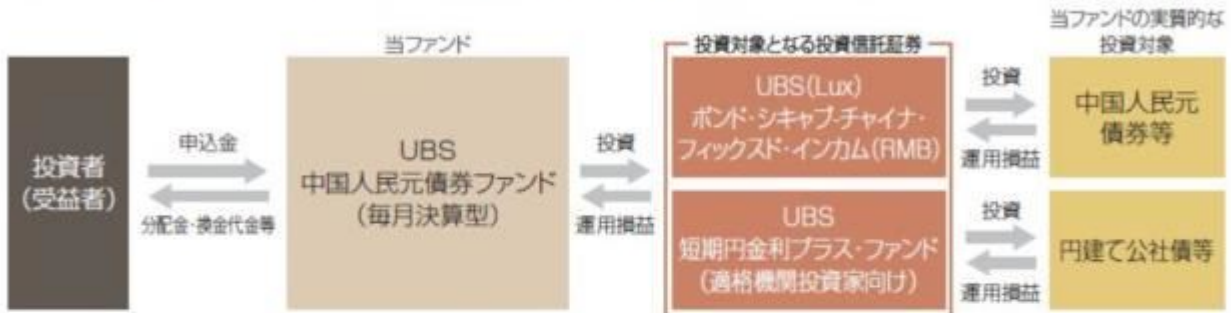 当ファンド
投資対象となる投資信託証券
当ファンドの実質的な
投資対象
投資者
(受益者)
申込金
分配金・換金代金等
UBS
中国人民元債券ファンド
(毎月決算型)
投資
運用損益
UBS(Lux)
ボンド・シキャブ-チャイナ・
フィックスド・インカム(RMB)
投資
運用損益
中国人民元
債券等
UBS
短期円金利プラス・ファンド
(適格機関投資家向け)
投資
運用損益
円建て公社債等